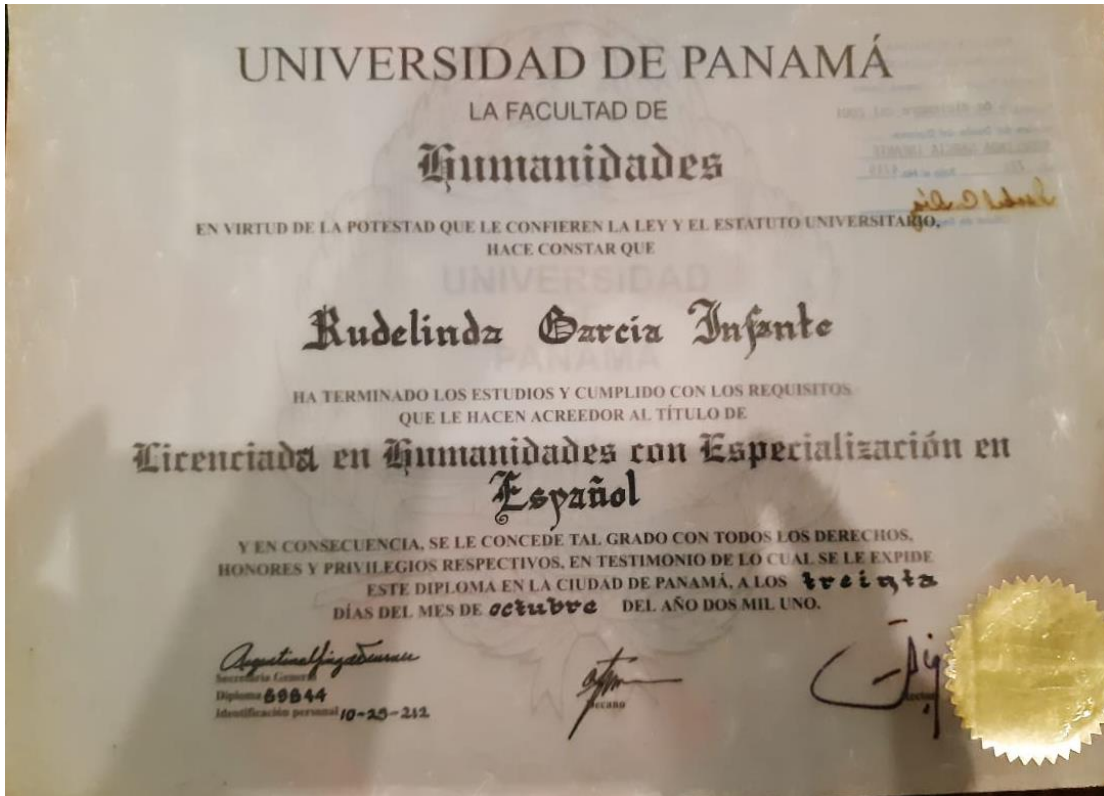 UNIVERSIDAD DE PANAMÁ
LA FACULTAD DE
Humanidades
EN VIRTUD DE LA POTESTAD QUE LE CONFIEREN LA LEY Y EL ESTATUTO UNIVERSITARIO,
HACE CONSTAR QUE
UNIVERSIDAD
Rudelinda García Infante
PANAMÁ
HA TERMINADO LOS ESTUDIOS Y CUMPLIDO CON LOS REQUISITOS
QUE LE HACEN ACREEDOR AL TÍTULO DE
Licenciada en Humanidades con Especialización en
Español
Y EN CONSECUENCIA, SE LE CONCEDE TAL GRADO CON TODOS LOS DERECHOS,
HONORES Y PRIVILEGIOS RESPECTIVOS, EN TESTIMONIO DE LO CUAL SE LE EXPIDE
ESTE DIPLOMA EN LA CIUDAD DE PANAMÁ, A LOS treinta
DÍAS DEL MES DE octubre DEL AÑO DOS MIL UNO.
Secretaria General
Decano
Diploma 69844
Identificación personal 10-25-212